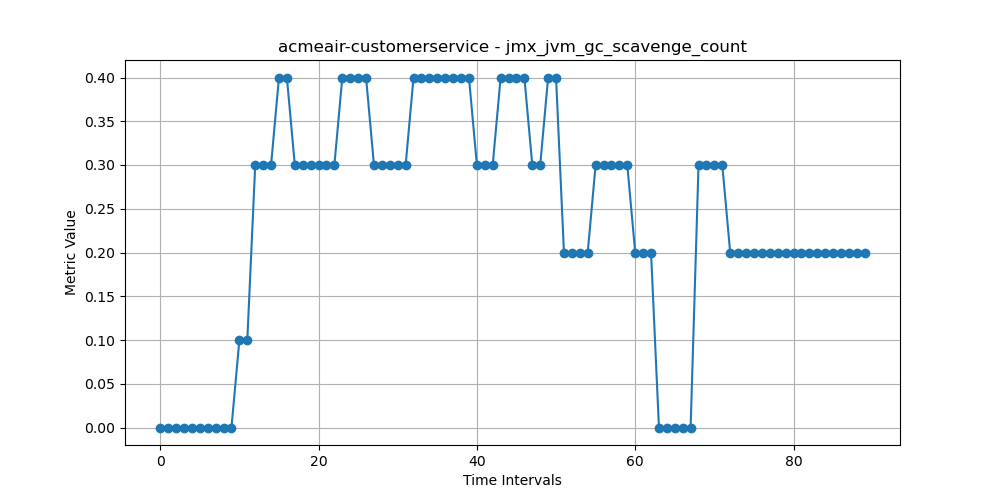 acmeair-customerservice - jmx_jvm_gc_scavenge_count
0.40
0.35
0.30
0.25
0.20
0.15
0.10
0.05
0.00
Metric Value
0 20 40 60 80
Time Intervals